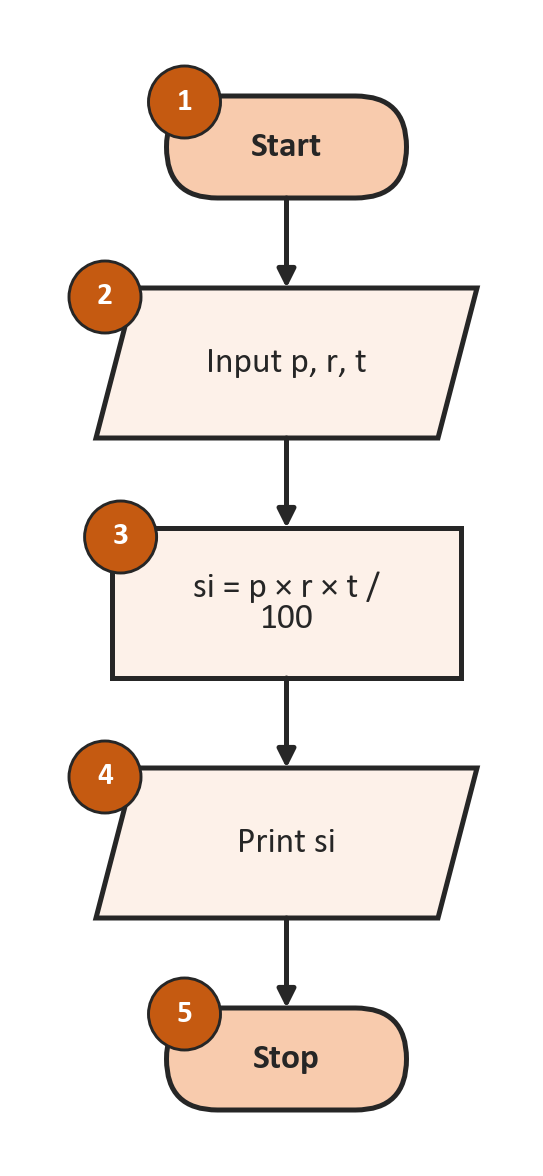 1
Start
2
Input p, r, t
3
si = p × r × t /
100
4
Print si
5
Stop